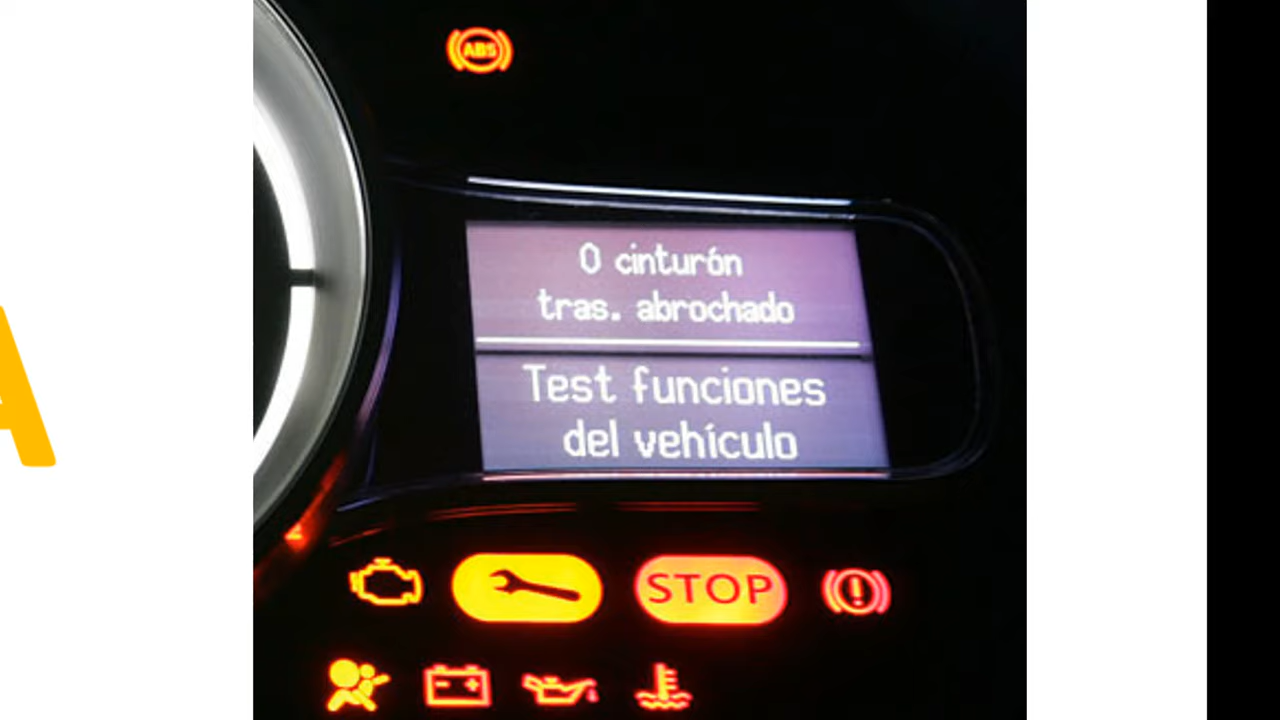 A
ABS
0 cinturón
tras. abrochado
Test funciones
del vehículo
STOP